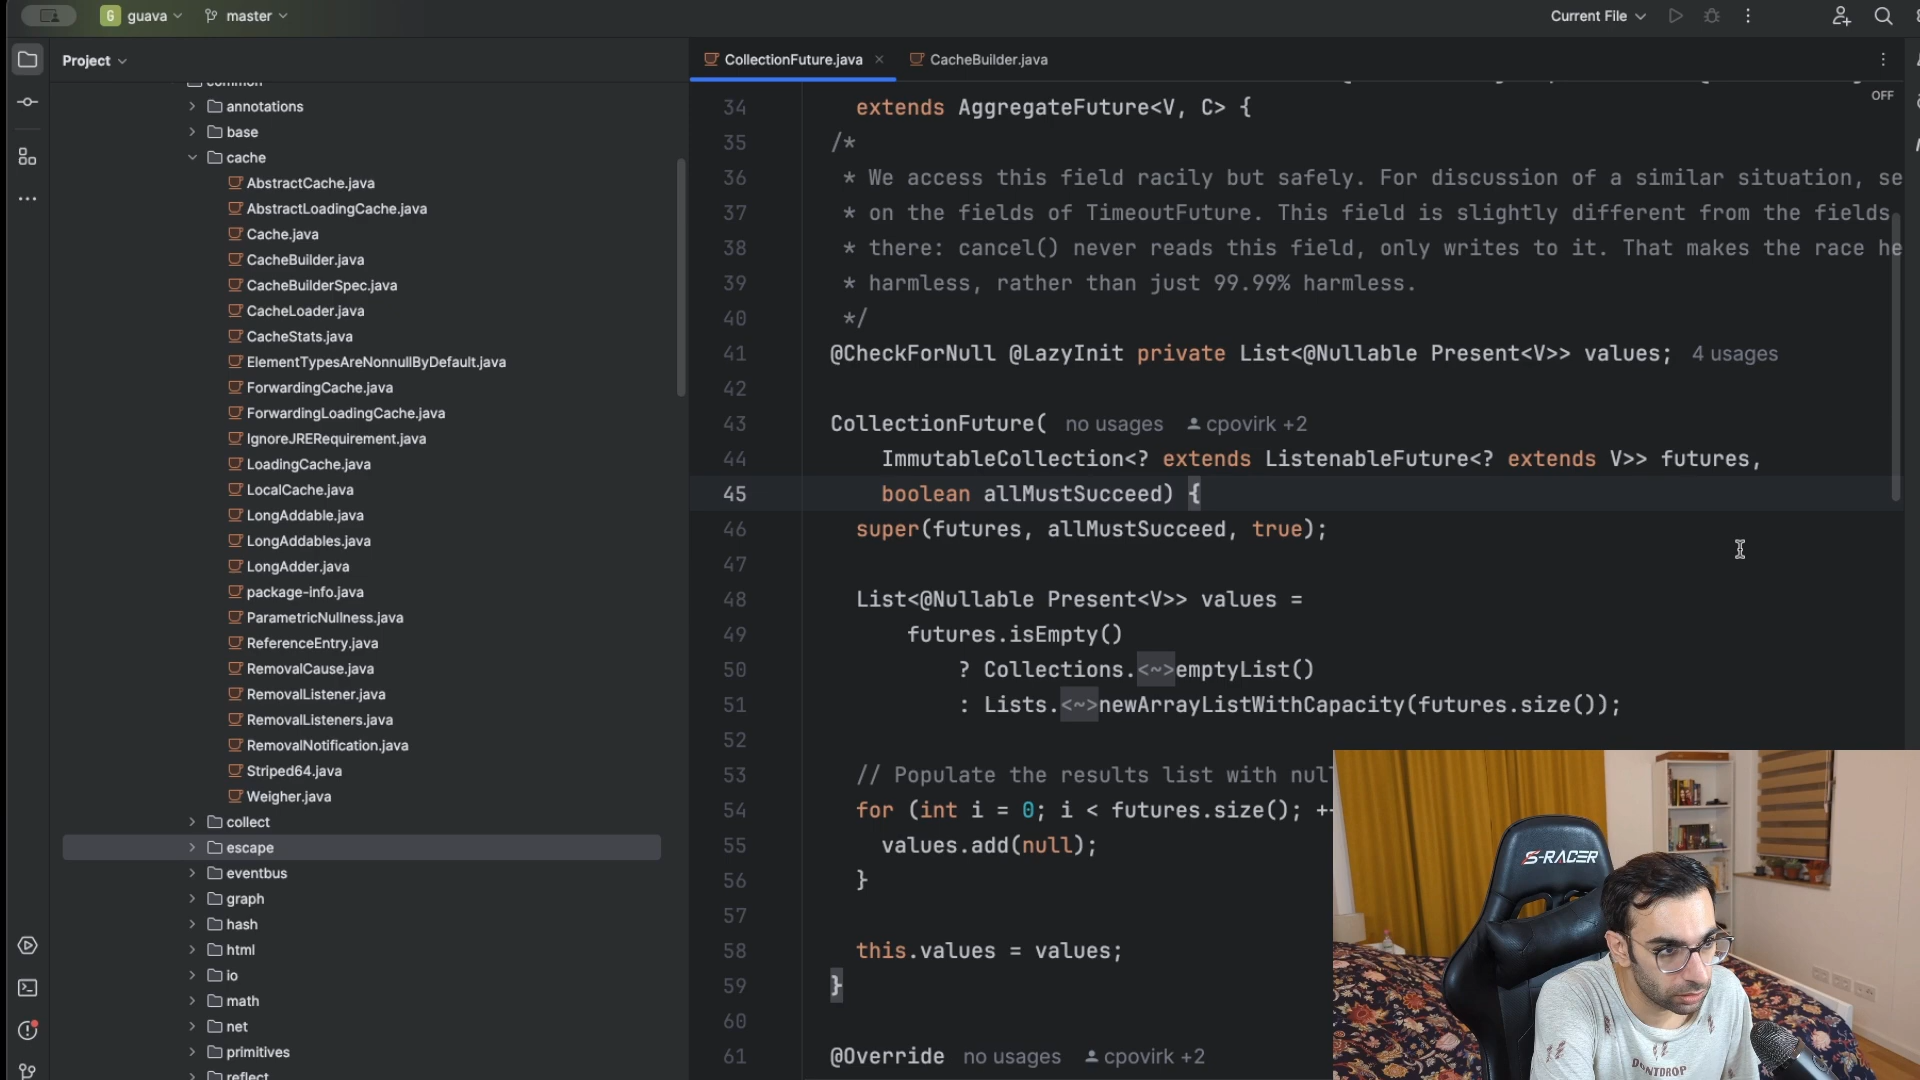 G guava
master
Current File
Project
CollectionFuture.java
CacheBuilder.java
OFF
common
annotations
base
cache
AbstractCache.java
AbstractLoadingCache.java
Cache.java
CacheBuilder.java
CacheBuilderSpec.java
CacheLoader.java
CacheStats.java
ElementTypesAreNonnullByDefault.java
ForwardingCache.java
ForwardingLoadingCache.java
IgnoreJRERequirement.java
LoadingCache.java
LocalCache.java
LongAddable.java
LongAddables.java
LongAdder.java
package-info.java
ParametricNullness.java
ReferenceEntry.java
RemovalCause.java
RemovalListener.java
RemovalListeners.java
RemovalNotification.java
Striped64.java
Weigher.java
collect
escape
eventbus
graph
hash
html
io
math
net
primitives
reflect
34 extends AggregateFuture<V, C> {
35 /*
36 * We access this field racily but safely. For discussion of a similar situation, se
37 * on the fields of TimeoutFuture. This field is slightly different from the fields
38 * there: cancel() never reads this field, only writes to it. That makes the race he
39 * harmless, rather than just 99.99% harmless.
40 */
41 @CheckForNull @LazyInit private List<@Nullable Present<V>> values; 4 usages
42
43 CollectionFuture( no usages cpovirk +2
44 ImmutableCollection<? extends ListenableFuture<? extends V>> futures,
45 boolean allMustSucceed) {
46 super(futures, allMustSucceed, true);
47
48 List<@Nullable Present<V>> values =
49 futures.isEmpty()
50 ? Collections.<~>emptyList()
51 : Lists.<~>newArrayListWithCapacity(futures.size());
52
53 // Populate the results list with nul
54 for (int i = 0; i < futures.size(); +
55 values.add(null);
56 }
57
58 this.values = values;
59 }
60
61 @Override no usages cpovirk +2
S-RACER
DONTDROP